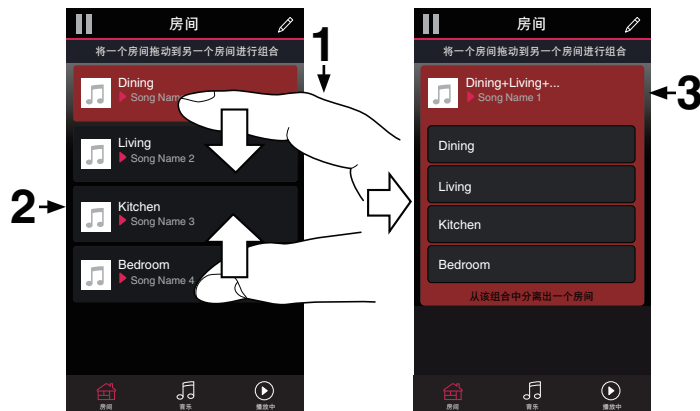 房间
将一个房间拖动到另一个房间进行组合
Dining
Song Na
Living
Song Name 2
Kitchen
Song Name 3
Bedroom
Song Name 4
房间
音乐
播放中
1
2
房间
将一个房间拖动到另一个房间进行组合
Dining+Living+...
Song Name 1
Dining
Living
Kitchen
Bedroom
从该组合中分离出一个房间
房间
音乐
播放中
3